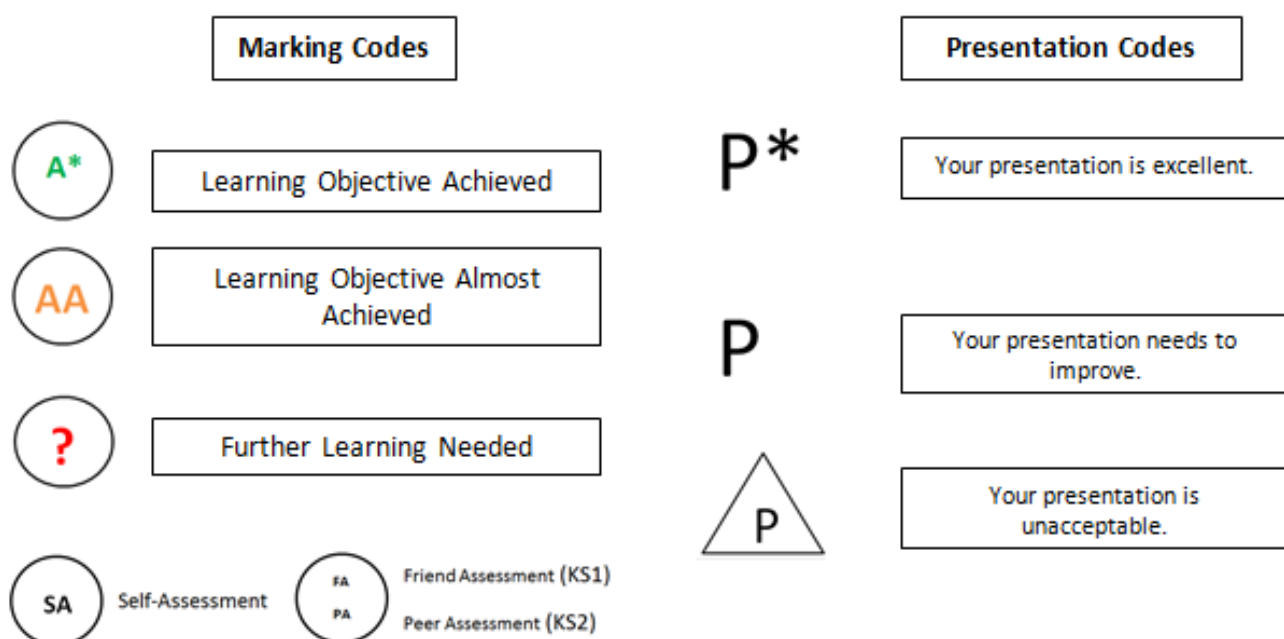 Marking Codes
A*
Learning Objective Achieved
AA
Learning Objective Almost
Achieved
?
Further Learning Needed
SA
Self-Assessment
FA
Friend Assessment (KS1)
PA
Peer Assessment (KS2)
Presentation Codes
P*
Your presentation is excellent.
P
Your presentation needs to
improve.
P
Your presentation is
unacceptable.